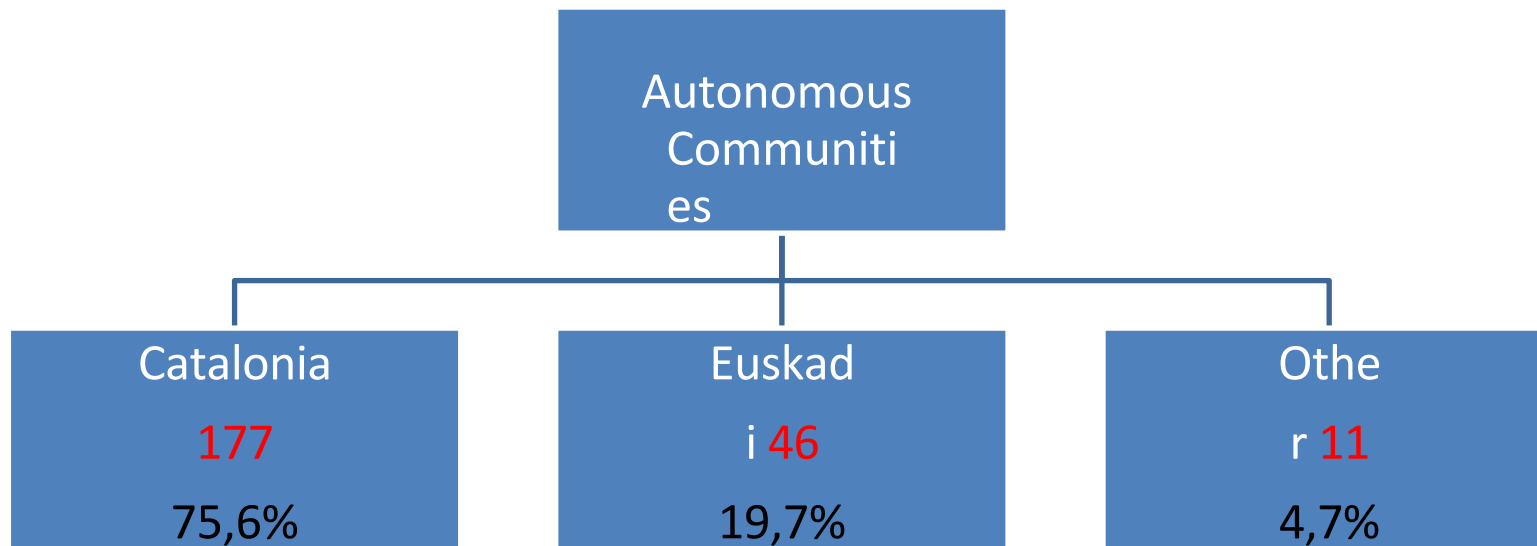 Autonomous
Communiti
es
Catalonia
177
75,6%
Euskad
i 46
19,7%
Othe
r 11
4,7%